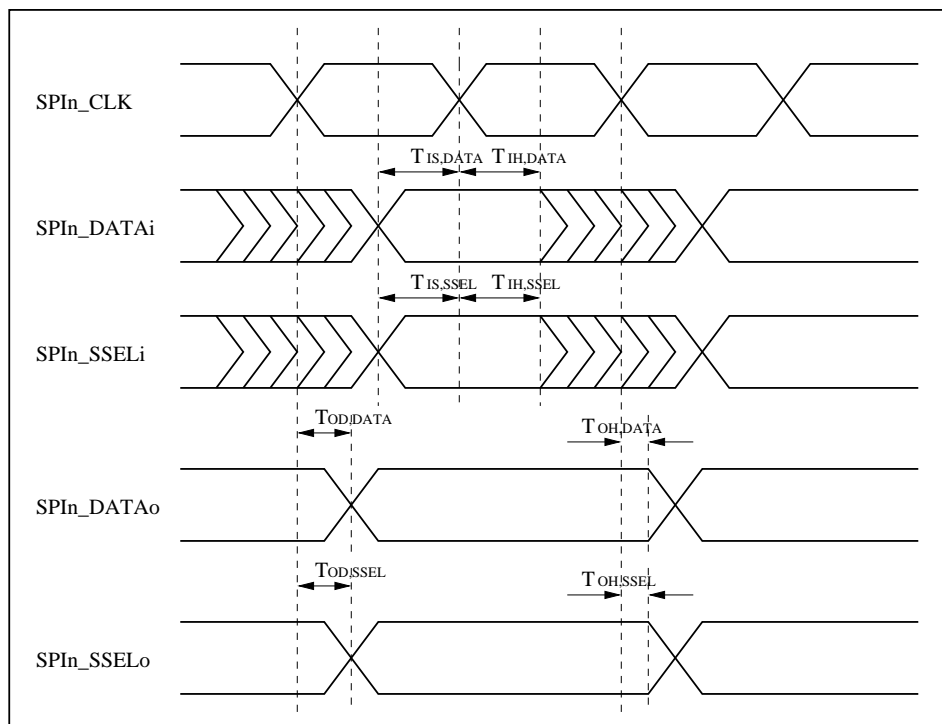 SPIn_CLK
TIS,DATA TIH,DATA
SPIn_DATAi
TIS,SSEL TIH,SSEL
SPIn_SSELi
TOD,DATA TOH,DATA
SPIn_DATAo
TOD,SSEL TOH,SSEL
SPIn_SSELo